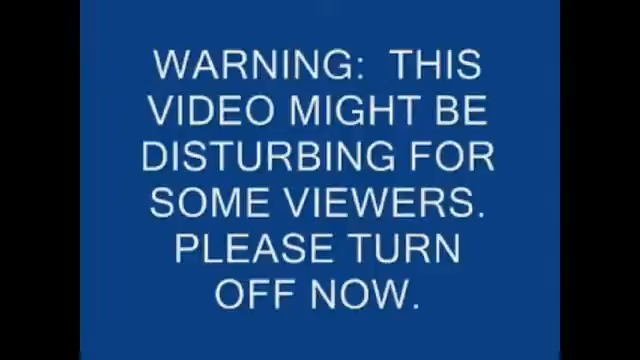 WARNING:  THIS
VIDEO MIGHT BE
DISTURBING FOR
SOME VIEWERS.
PLEASE TURN
OFF NOW.